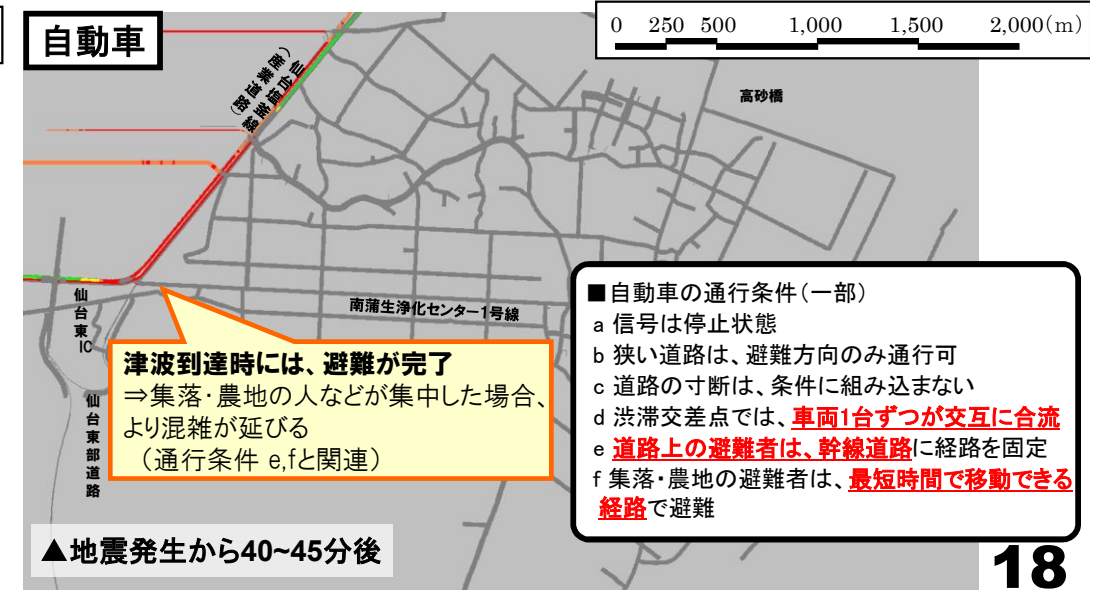 自動車
0 250 500 1,000 1,500 2,000(m)
仙台塩釜線
(産業道路)
高砂橋
仙台東IC
南蒲生浄化センター1号線
仙台東部道路
津波到達時には、避難が完了
⇒集落・農地の人などが集中した場合、
より混雑が延びる
(通行条件 e,fと関連)
■自動車の通行条件(一部)
a 信号は停止状態
b 狭い道路は、避難方向のみ通行可
c 道路の寸断は、条件に組み込まない
d 渋滞交差点では、車両1台ずつが交互に合流
e 道路上の避難者は、幹線道路に経路を固定
f 集落・農地の避難者は、最短時間で移動できる
経路で避難
▲地震発生から40~45分後
18